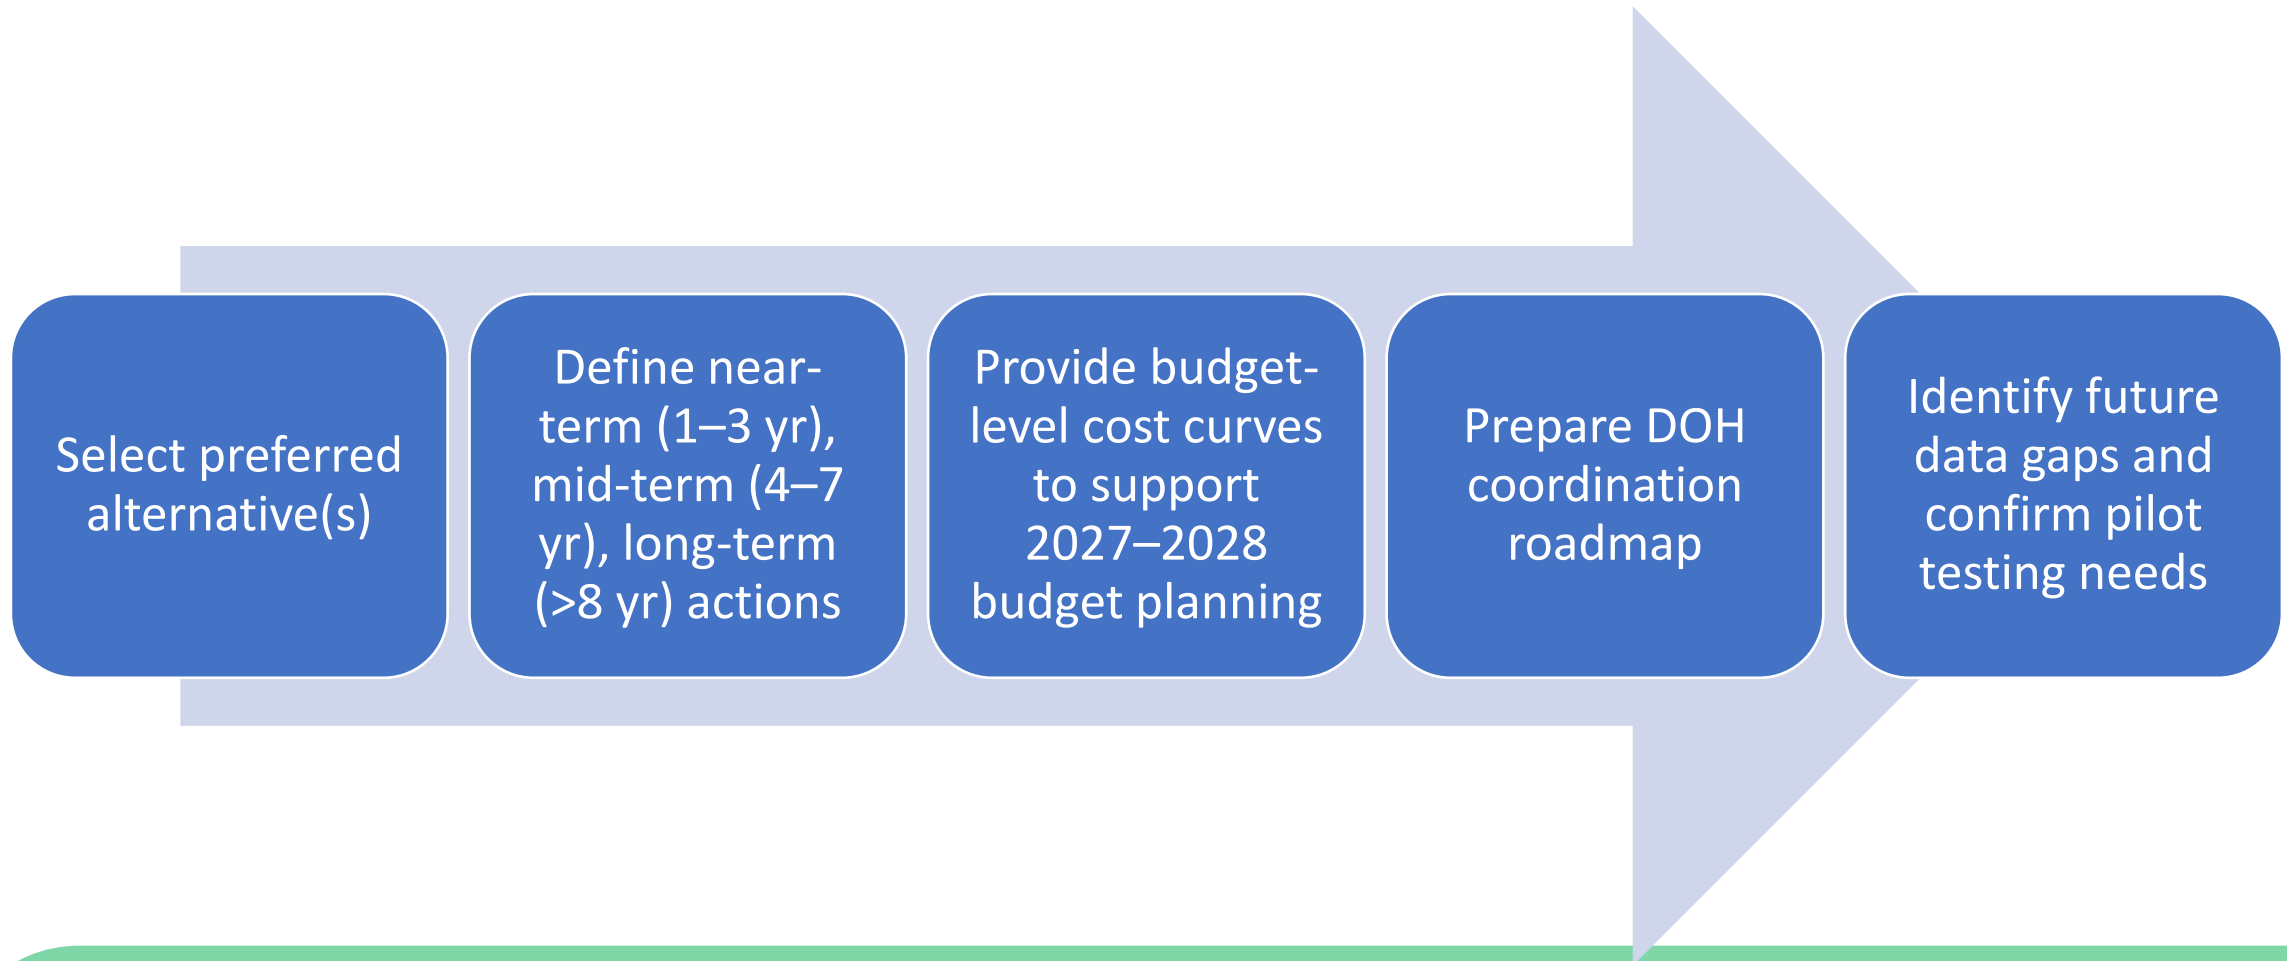 Select preferred
alternative(s)
Define near-
term (1–3 yr),
mid-term (4–7
yr), long-term
(>8 yr) actions
Provide budget-
level cost curves
to support
2027–2028
budget planning
Prepare DOH
coordination
roadmap
Identify future
data gaps and
confirm pilot
testing needs